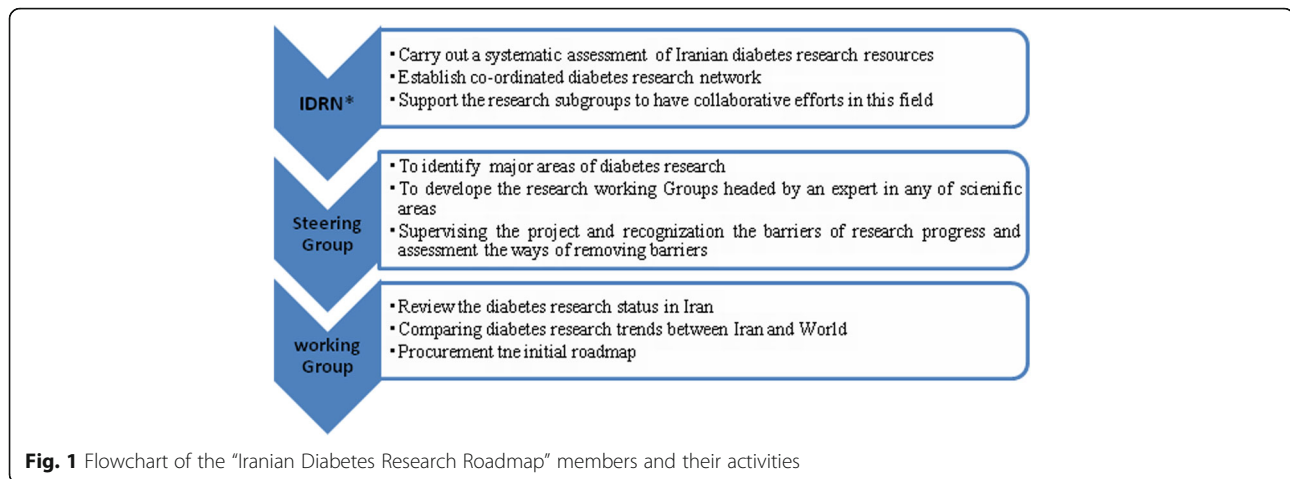 IDRN*
▪ Carry out a systematic assessment of Iranian diabetes research resources
▪ Establish co-ordinated diabetes research network
▪ Support the research subgroups to have collaborative efforts in this field
Steering
Group
▪ To identify major areas of diabetes research
▪ To develope the research working Groups headed by an expert in any of scienific
areas
▪ Supervising the project and recognization the barriers of research progress and
assessment the ways of removing barriers
working
Group
▪ Review the diabetes research status in Iran
▪ Comparing diabetes research trends between Iran and World
▪ Procurement tne initial roadmap
Fig. 1 Flowchart of the “Iranian Diabetes Research Roadmap” members and their activities